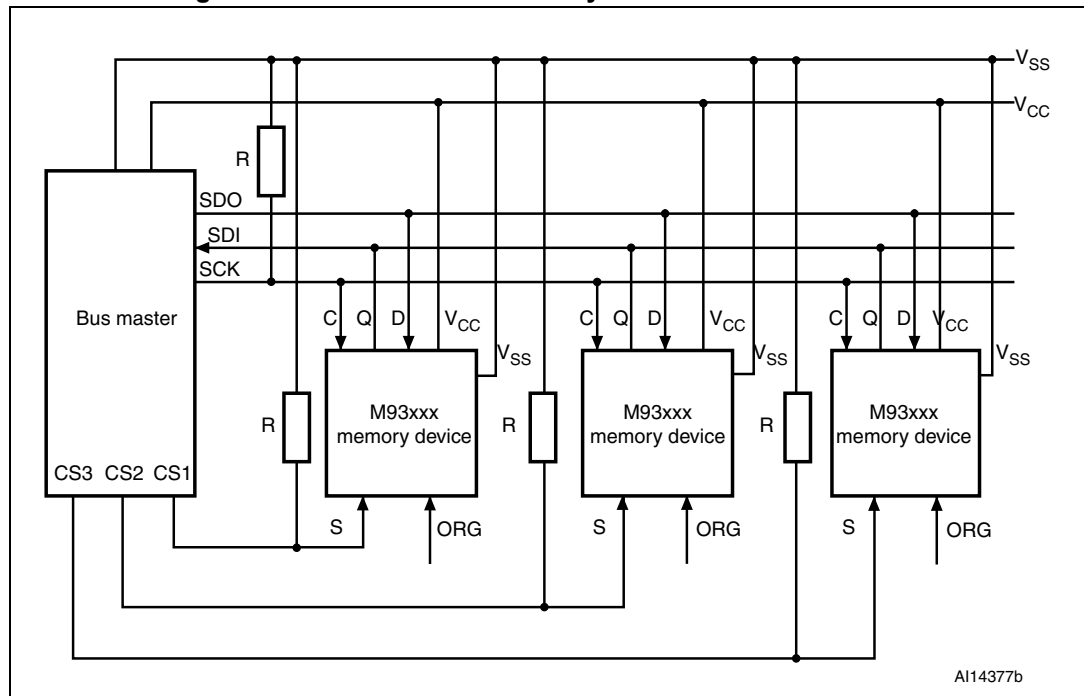 VSS
VCC
R
SDO
SDI
SCK
Bus master
C Q D VCC
C Q D VCC
C Q D VCC
VSS
VSS
VSS
R
M93xxx
memory device
R
M93xxx
memory device
R
M93xxx
memory device
CS3 CS2 CS1
S
ORG
S
ORG
S
ORG
AI14377b